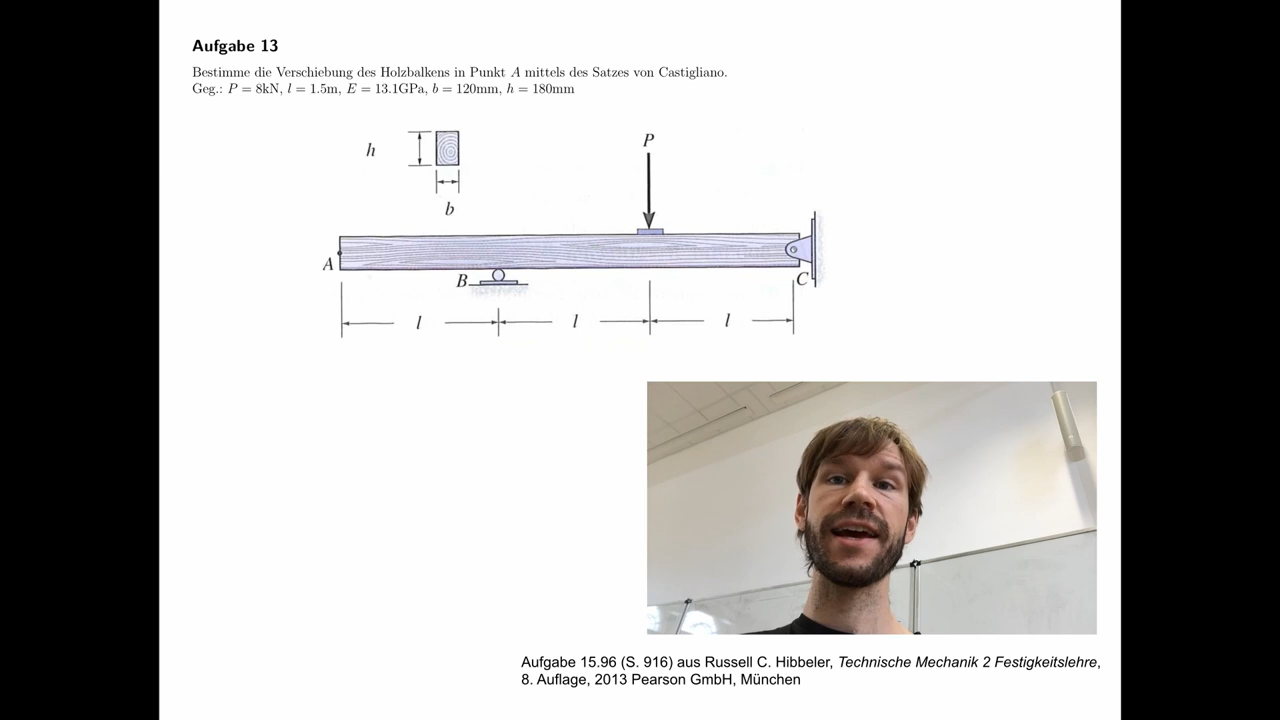 Aufgabe 13
Bestimme die Verschiebung des Holzbalkens in Punkt A mittels des Satzes von Castigliano.
Geg.: P = 8kN, l = 1.5m, E = 13.1GPa, b = 120mm, h = 180mm
P
h
b
A
B
C
l l l
Aufgabe 15.96 (S. 916) aus Russell C. Hibbeler, Technische Mechanik 2 Festigkeitslehre,
8. Auflage, 2013 Pearson GmbH, München